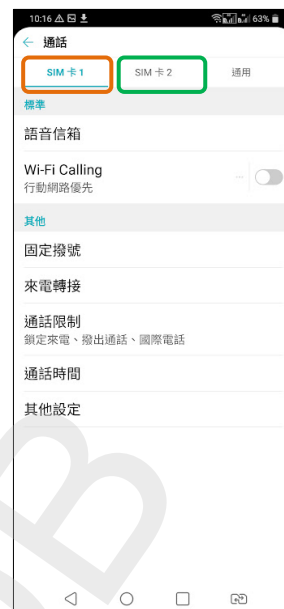 10:16 63%
通話
SIM 卡 1 SIM 卡 2 通用
標準
語音信箱
Wi-Fi Calling
行動網路優先
其他
固定撥號
來電轉接
通話限制
鎖定來電、撥出通話、國際電話
通話時間
其他設定